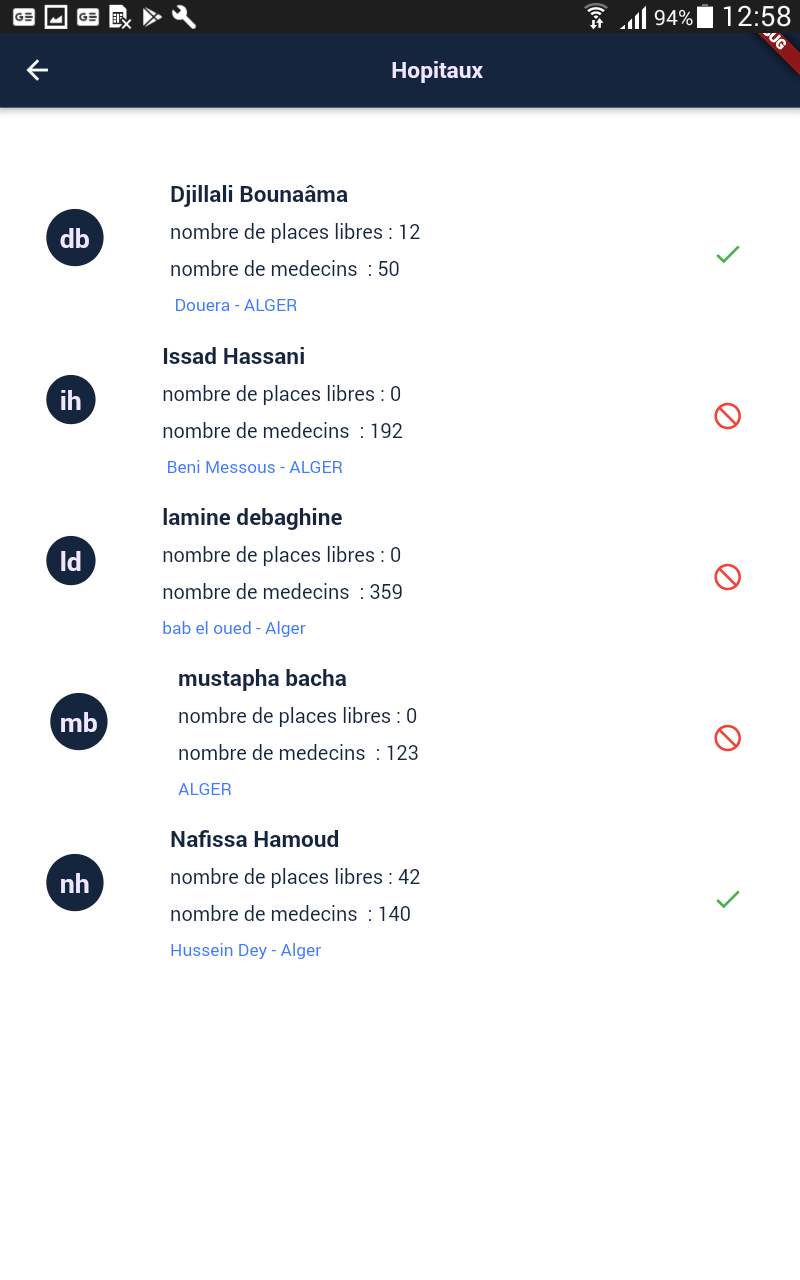 GE
GE
94%
12:58
Hopitaux
Djillali Bounaâma
db
nombre de places libres : 12
nombre de medecins : 50
Douera - ALGER
Issad Hassani
ih
nombre de places libres : 0
nombre de medecins : 192
Beni Messous - ALGER
lamine debaghine
ld
nombre de places libres : 0
nombre de medecins : 359
bab el oued - Alger
mustapha bacha
mb
nombre de places libres : 0
nombre de medecins : 123
ALGER
Nafissa Hamoud
nh
nombre de places libres : 42
nombre de medecins : 140
Hussein Dey - Alger